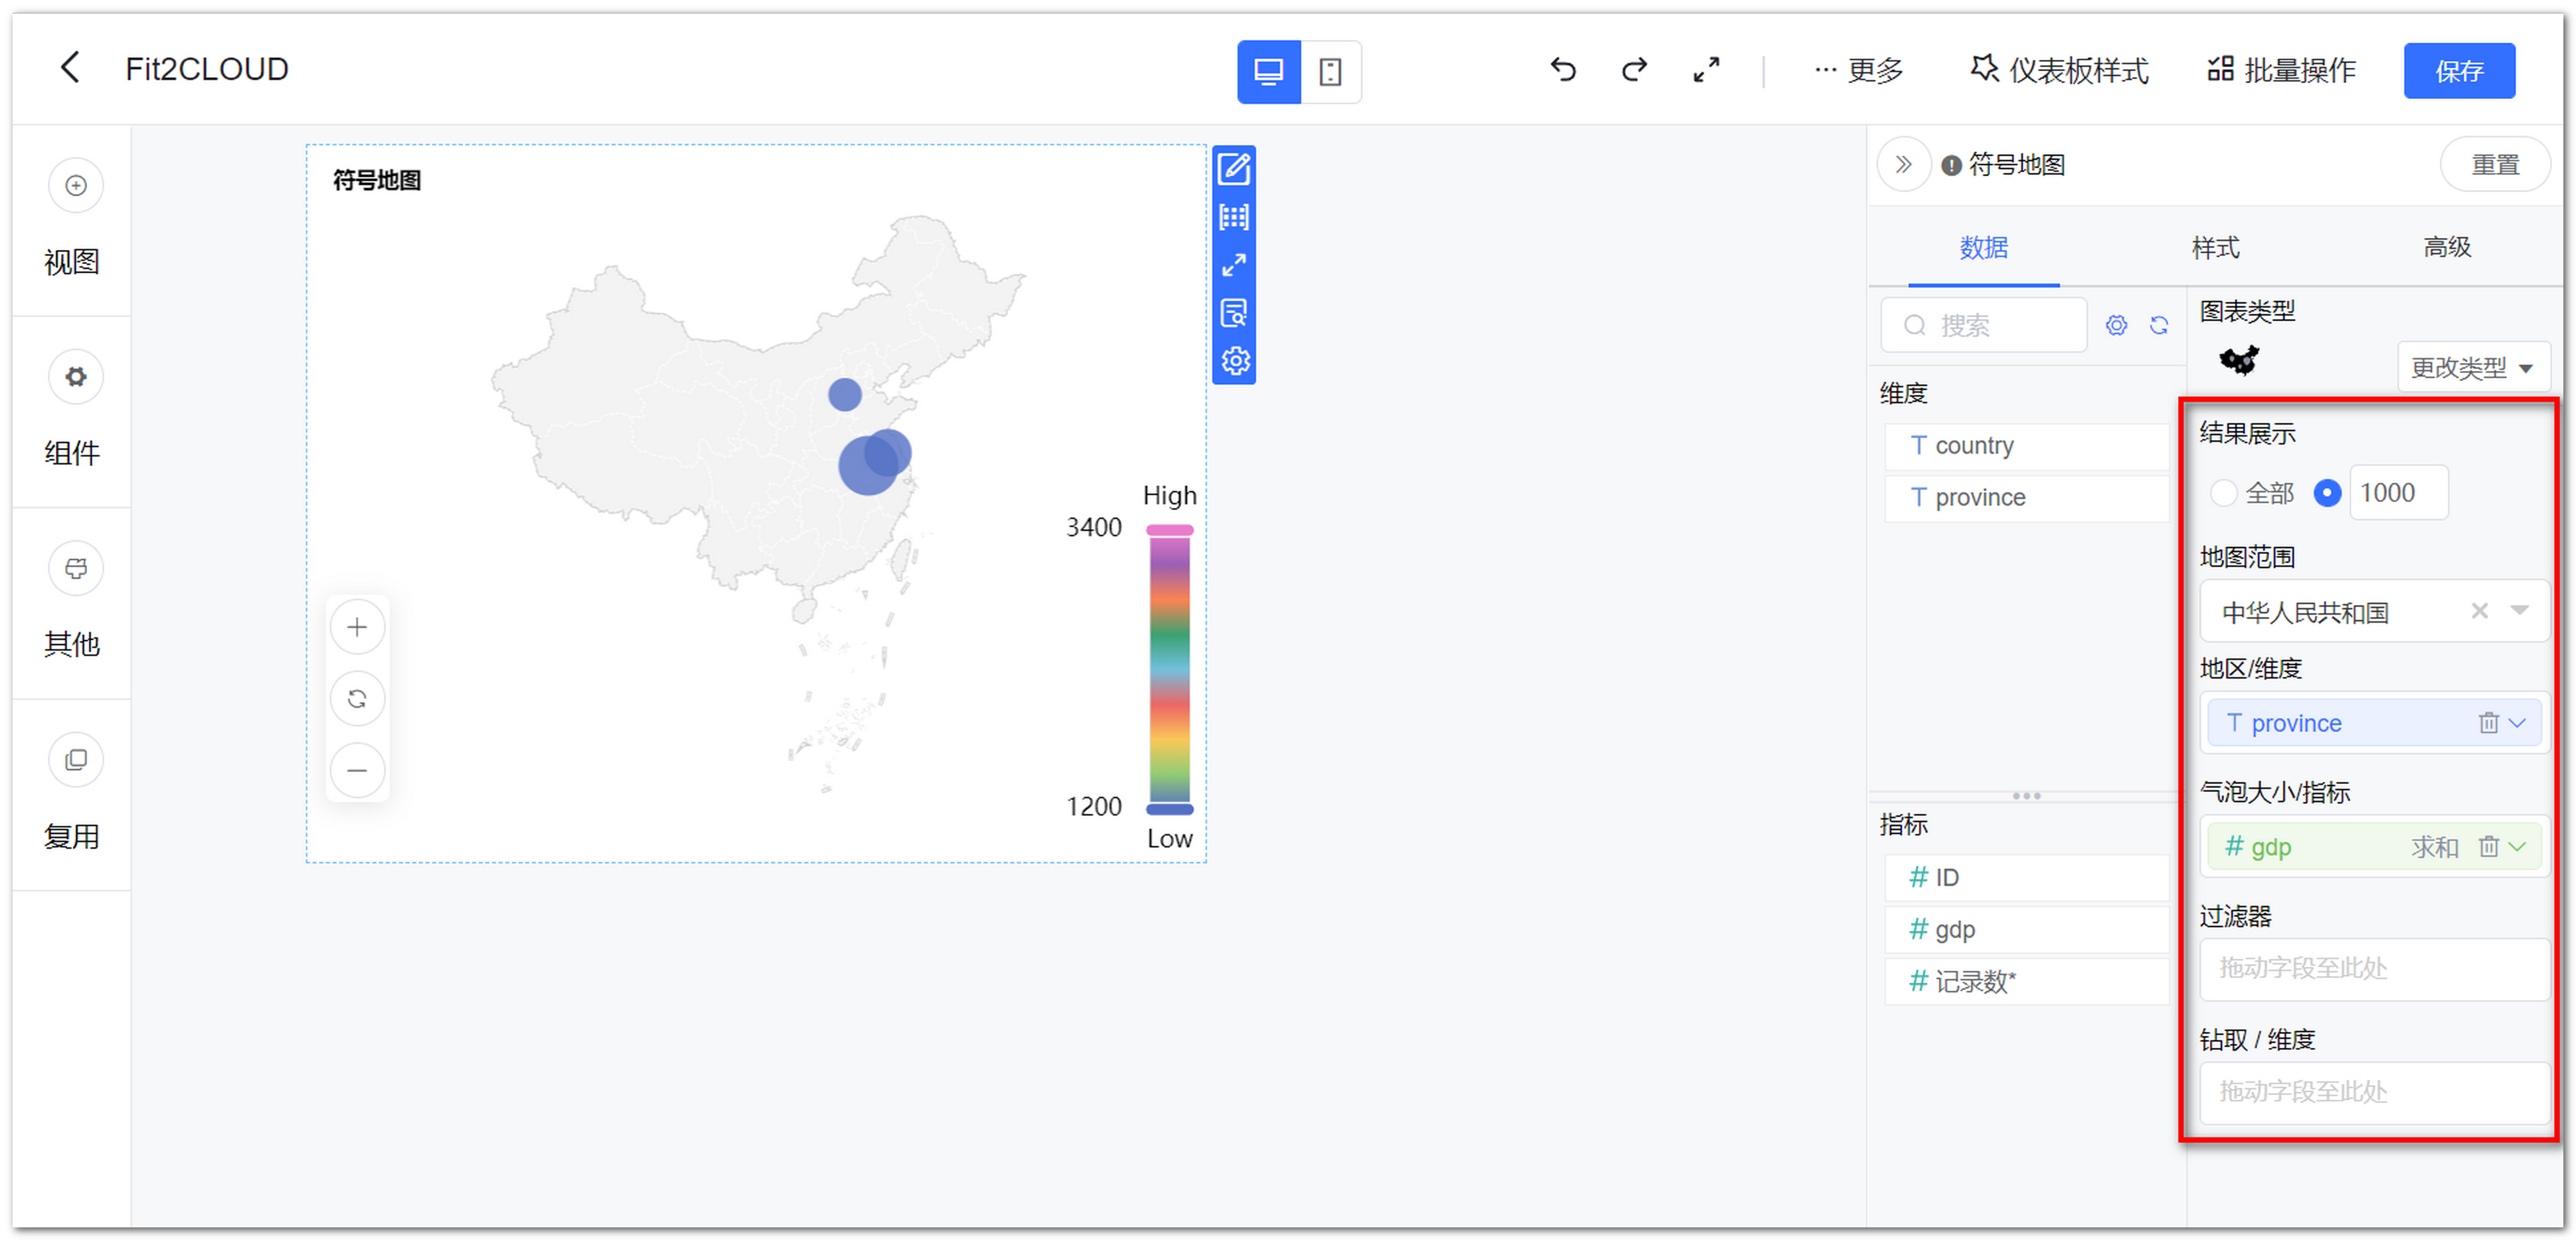 Fit2CLOUD
··· 更多
仪表板样式
批量操作
保存
视图
组件
其他
复用
符号地图
High
3400
1200
Low
符号地图
重置
数据
样式
高级
搜索
维度
T country
T province
指标
# ID
# gdp
# 记录数*
图表类型
更改类型
结果展示
全部
1000
地图范围
中华人民共和国
地区/维度
T province
气泡大小/指标
# gdp 求和
过滤器
拖动字段至此处
钻取 / 维度
拖动字段至此处